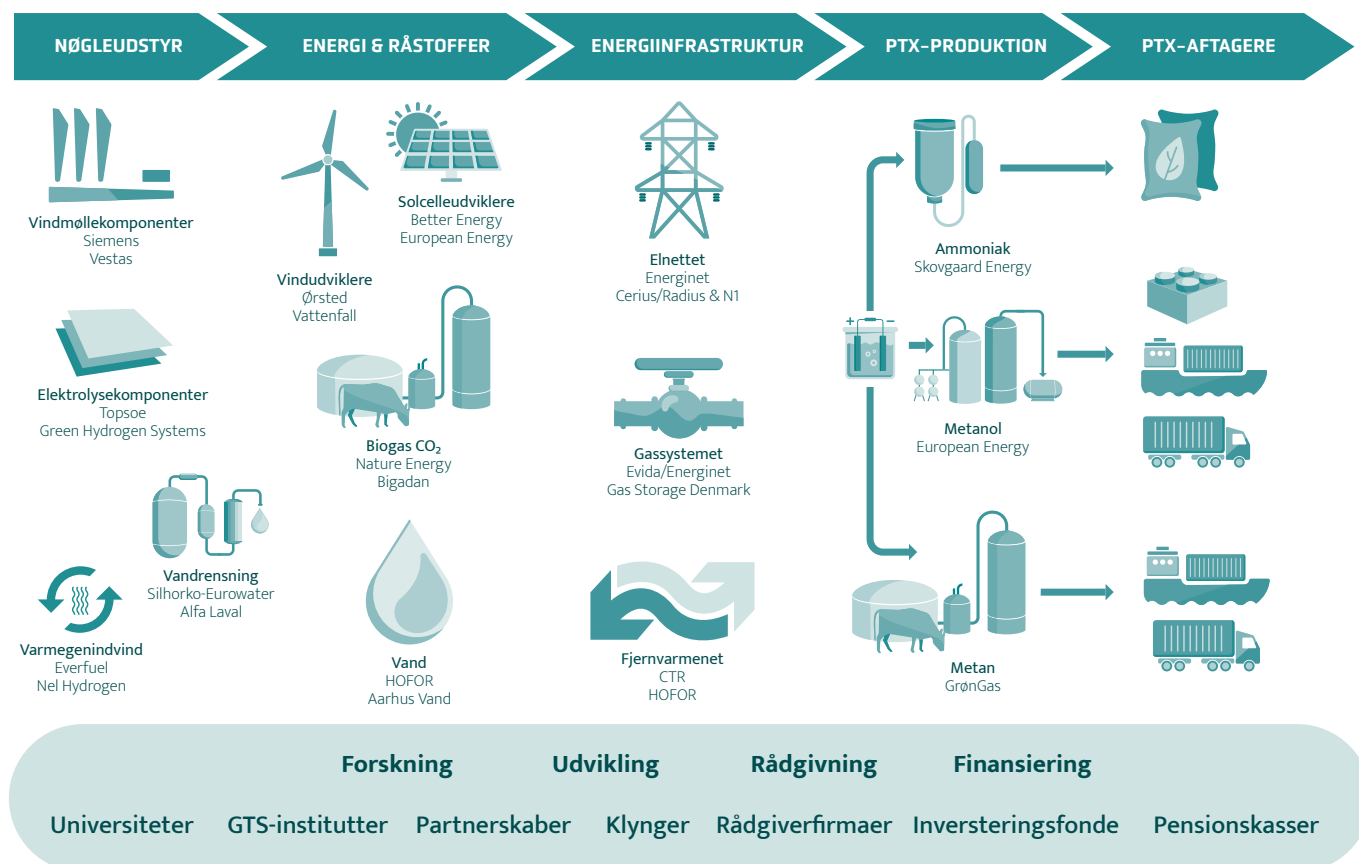 NØGLEUDSTYR
ENERGI & RÅSTOFFER
ENERGIINFRASTRUKTUR
PTX-PRODUKTION
PTX-AFTAGERE
Vindmøllekomponenter
Siemens
Vestas
Elektrolysekomponenter
Topsoe
Green Hydrogen Systems
Vandrensning
Silhorko-Eurowater
Alfa Laval
Varmegenindvind
Everfuel
Nel Hydrogen
Solcelleudviklere
Better Energy
European Energy
Vindudviklere
Ørsted
Vattenfall
Biogas CO₂
Nature Energy
Bigadan
Vand
HOFOR
Aarhus Vand
Elnettet
Energinet
Cerius/Radius & N1
Gassystemet
Evida/Energinet
Gas Storage Denmark
Fjernvarmenet
CTR
HOFOR
+ −
Ammoniak
Skovgaard Energy
Metanol
European Energy
Metan
GrønGas
Forskning Udvikling Rådgivning Finansiering
Universiteter GTS-institutter Partnerskaber Klynger Rådgiverfirmaer Inversteringsfonde Pensionskasser